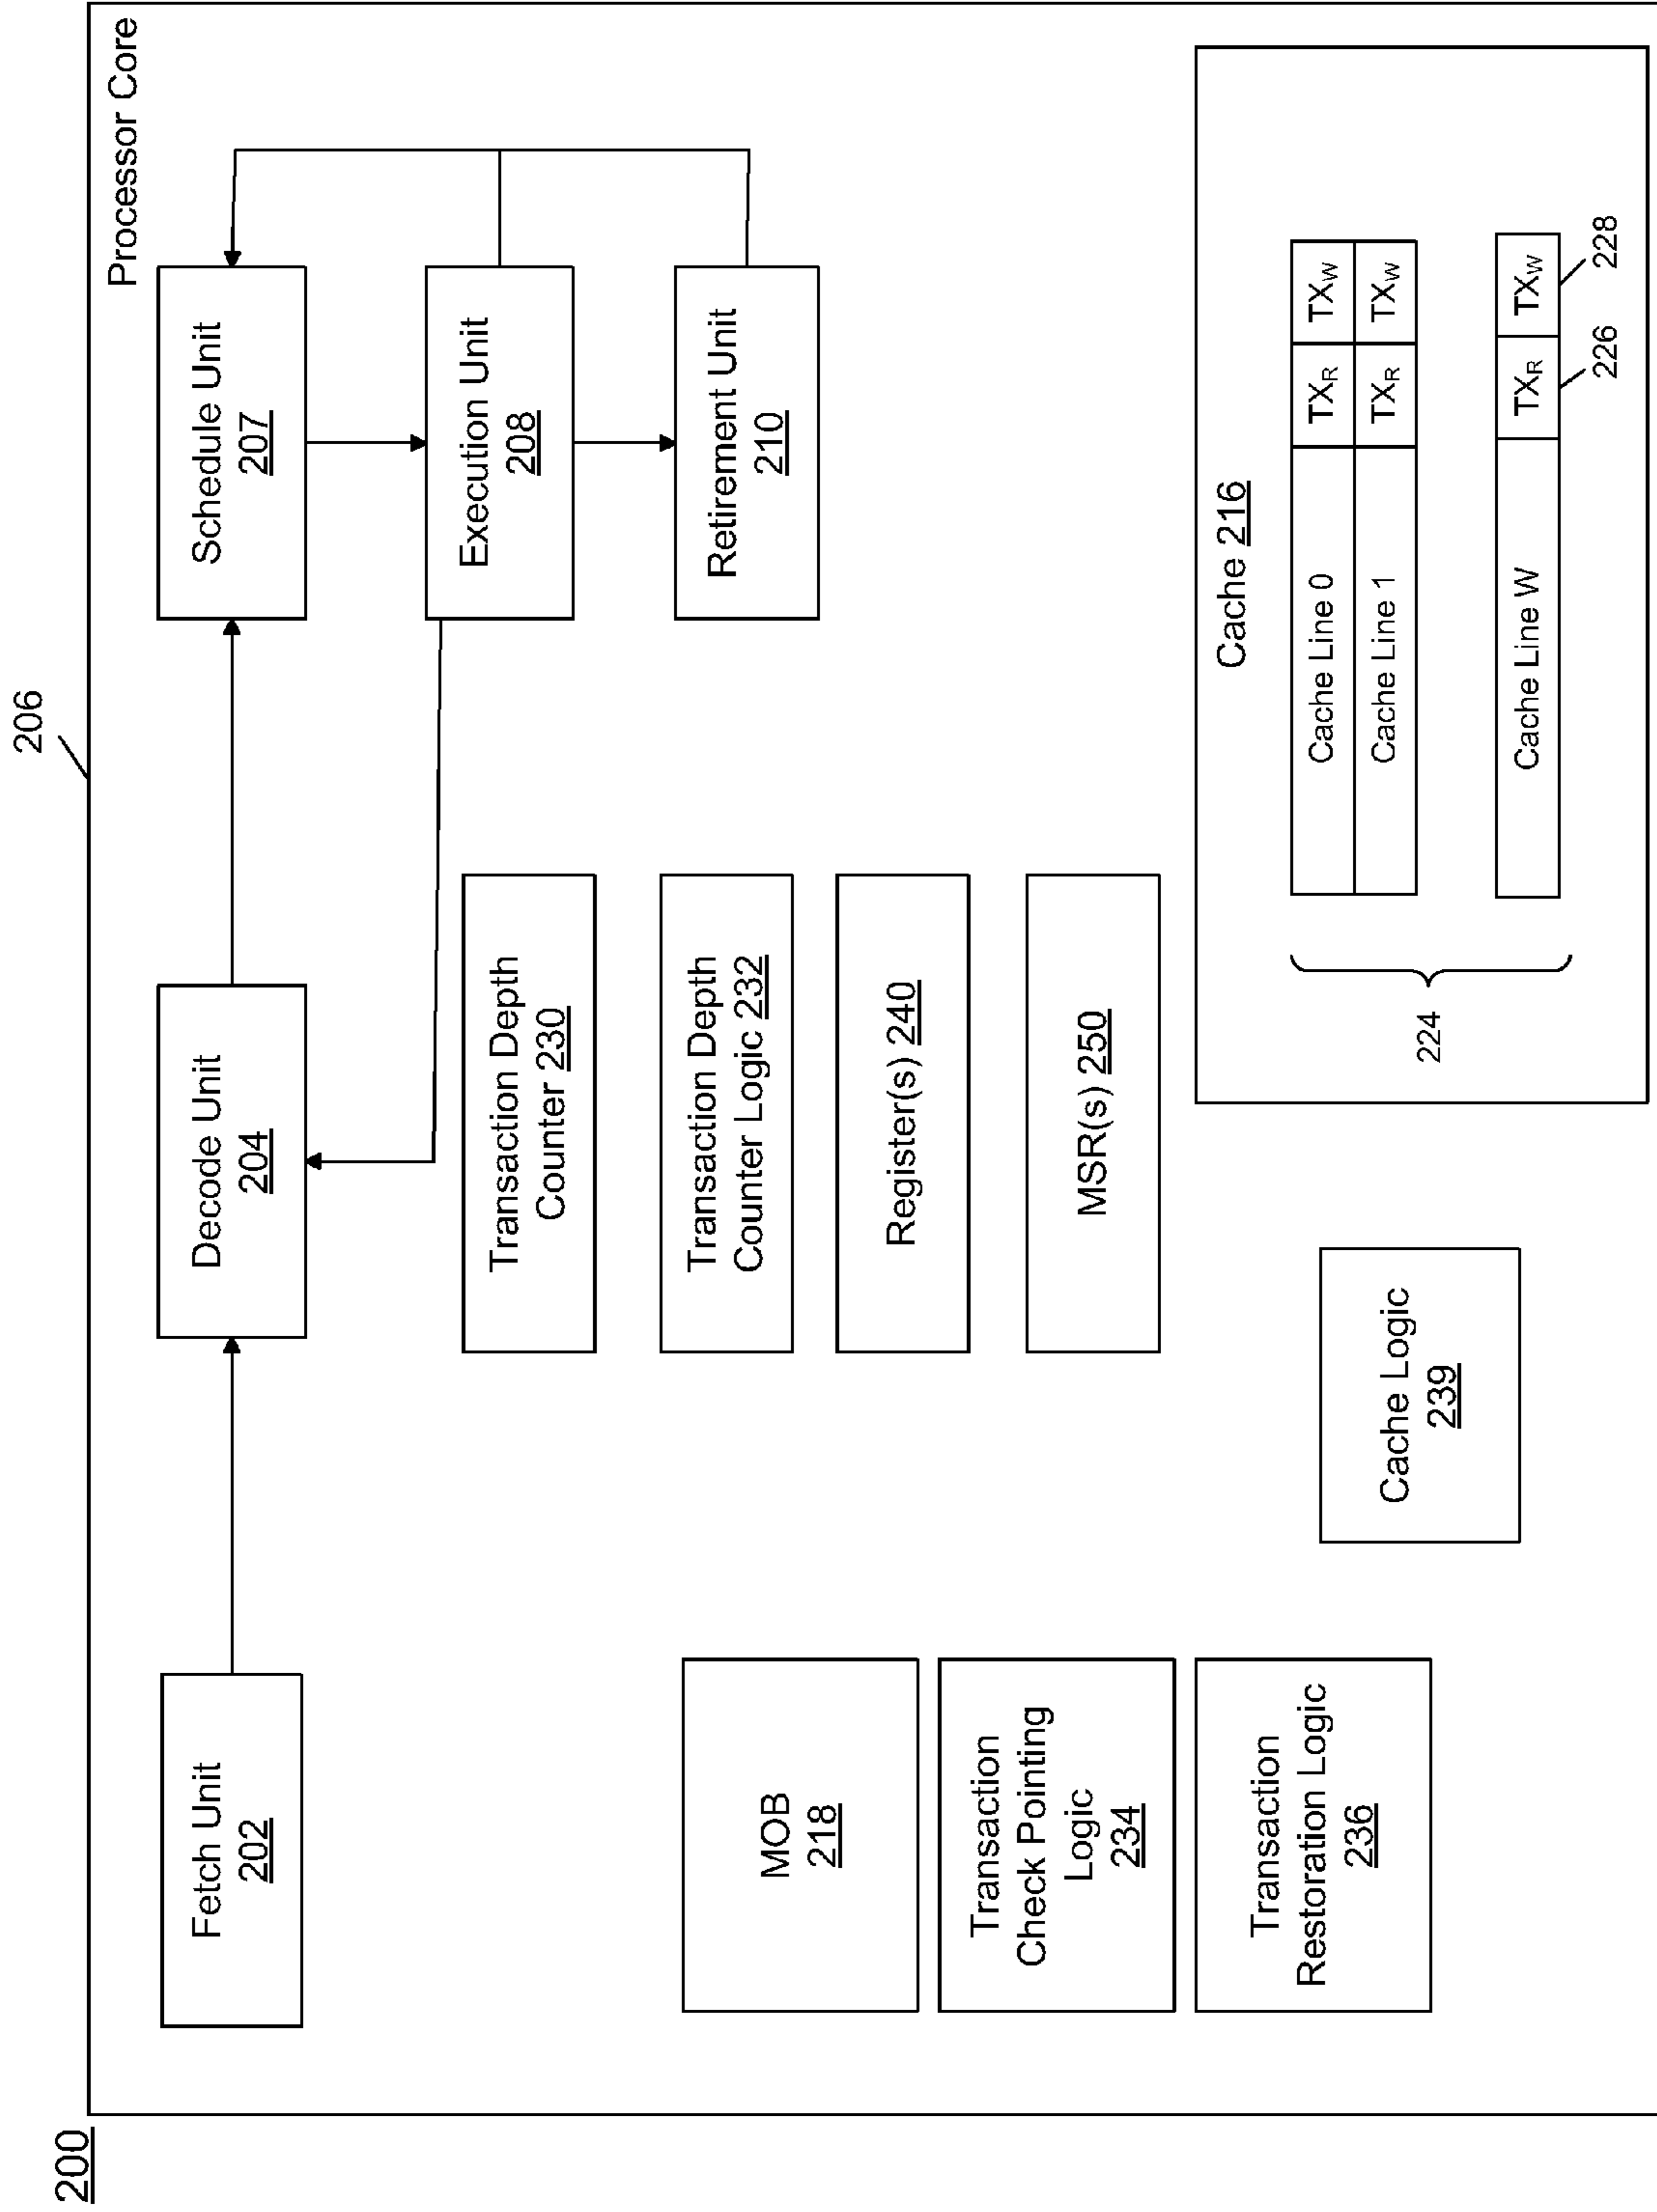 200
206
Processor Core
Fetch Unit
202
Decode Unit
204
Schedule Unit
207
Execution Unit
208
Retirement Unit
210
Transaction Depth
Counter 230
Transaction Depth
Counter Logic 232
Register(s) 240
MSR(s) 250
MOB
218
Transaction
Check Pointing
Logic
234
Transaction
Restoration Logic
236
Cache Logic
239
Cache 216
Cache Line 0 TXR TXW
Cache Line 1 TXR TXW
Cache Line W TXR TXW
224
226
228